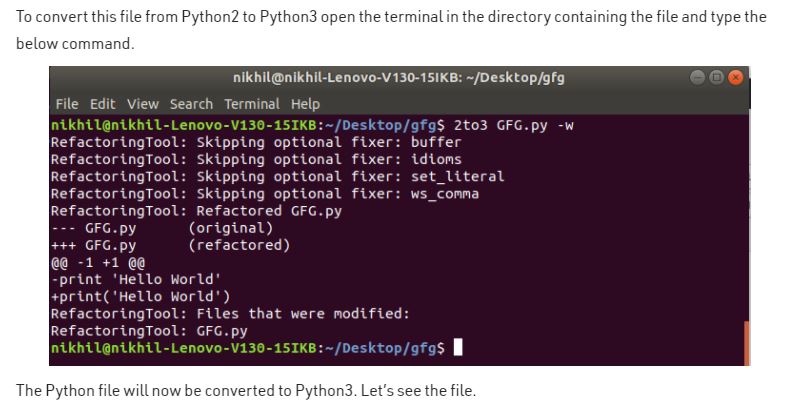 To convert this file from Python2 to Python3 open the terminal in the directory containing the file and type the
below command.
nikhil@nikhil-Lenovo-V130-15IKB: ~/Desktop/gfg
File Edit View Search Terminal Help
nikhil@nikhil-Lenovo-V130-15IKB:~/Desktop/gfg$ 2to3 GFG.py -w
RefactoringTool: Skipping optional fixer: buffer
RefactoringTool: Skipping optional fixer: idioms
RefactoringTool: Skipping optional fixer: set_literal
RefactoringTool: Skipping optional fixer: ws_comma
RefactoringTool: Refactored GFG.py
--- GFG.py (original)
+++ GFG.py (refactored)
@@ -1 +1 @@
-print 'Hello World'
+print('Hello World')
RefactoringTool: Files that were modified:
RefactoringTool: GFG.py
nikhil@nikhil-Lenovo-V130-15IKB:~/Desktop/gfg$
The Python file will now be converted to Python3. Let's see the file.